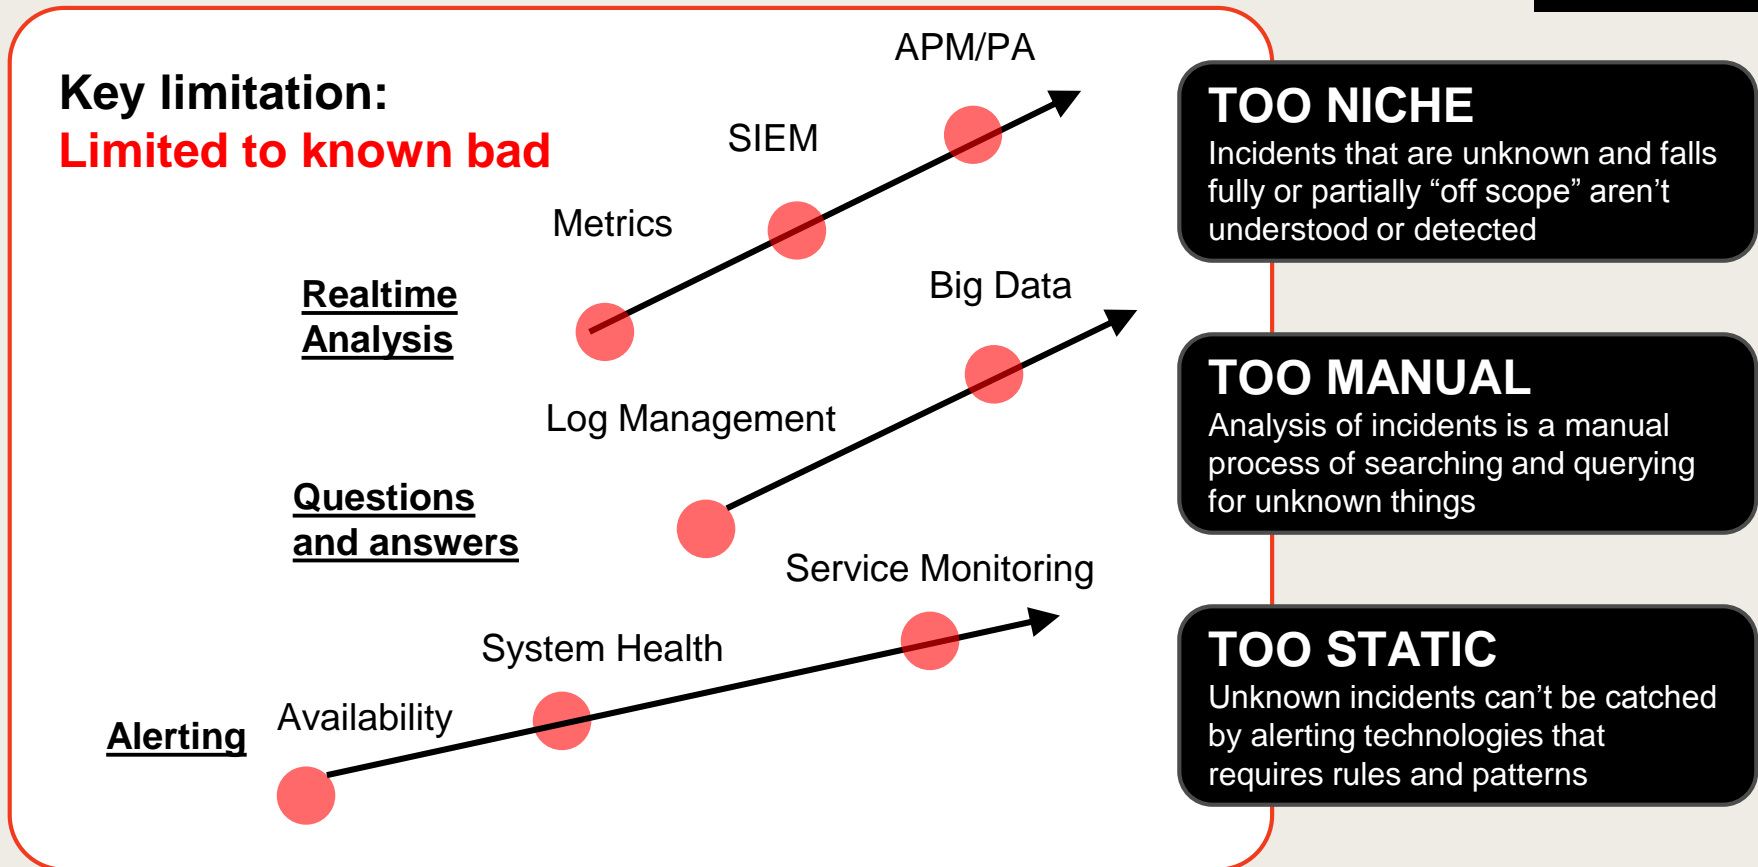 Key limitation:
Limited to known bad
APM/PA
SIEM
Metrics
Realtime
Analysis
Big Data
Log Management
Questions
and answers
Service Monitoring
System Health
Availability
Alerting
TOO NICHE
Incidents that are unknown and falls
fully or partially “off scope” aren’t
understood or detected
TOO MANUAL
Analysis of incidents is a manual
process of searching and querying
for unknown things
TOO STATIC
Unknown incidents can’t be catched
by alerting technologies that
requires rules and patterns